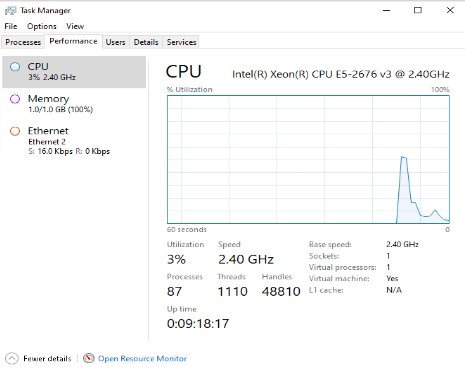 Task Manager
File Options View
Processes Performance Users Details Services
CPU
3% 2.40 GHz
Memory
1.0/1.0 GB (100%)
Ethernet
Ethernet 2
S: 16.0 Kbps R: 0 Kbps
CPU Intel(R) Xeon(R) CPU E5-2676 v3 @ 2.40GHz
% Utilization 100%
60 seconds 0
Utilization Speed
3% 2.40 GHz
Processes Threads Handles
87 1110 48810
Up time
0:09:18:17
Base speed: 2.40 GHz
Sockets: 1
Virtual processors: 1
Virtual machine: Yes
L1 cache: N/A
Fewer details Open Resource Monitor